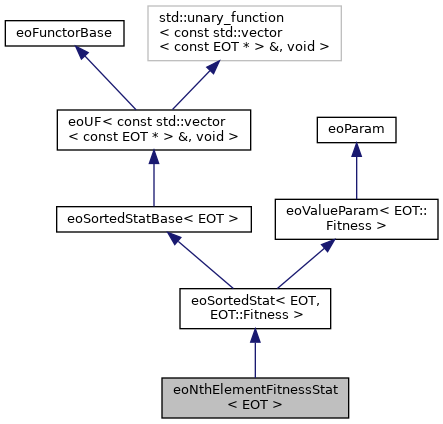 eoFunctorBase
std::unary_function
< const std::vector
< const EOT * > &, void >
eoUF< const std::vector
< const EOT * > &, void >
eoParam
eoSortedStatBase< EOT >
eoValueParam< EOT::
Fitness >
eoSortedStat< EOT,
EOT::Fitness >
eoNthElementFitnessStat
< EOT >